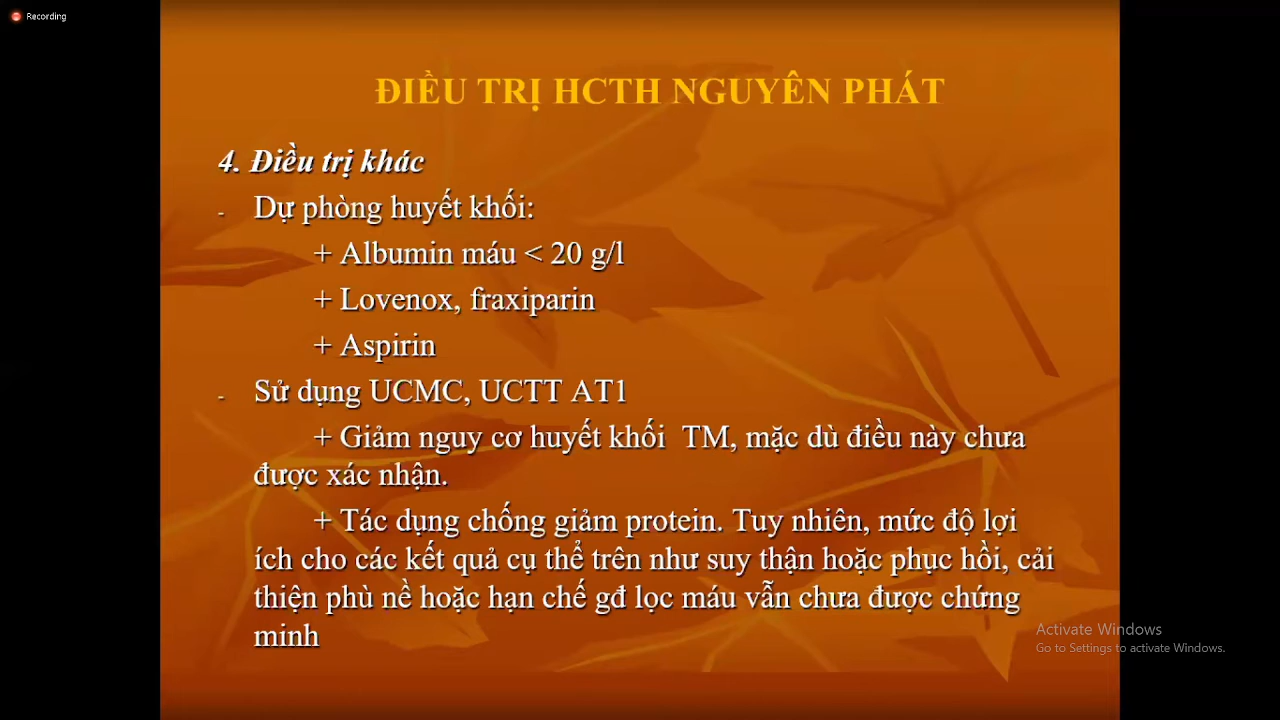 Recording
ĐIỀU TRỊ HCTH NGUYÊN PHÁT
4. Điều trị khác
- Dự phòng huyết khối:
+ Albumin máu < 20 g/l
+ Lovenox, fraxiparin
+ Aspirin
- Sử dụng UCMC, UCTT AT1
+ Giảm nguy cơ huyết khối TM, mặc dù điều này chưa
được xác nhận.
+ Tác dụng chống giảm protein. Tuy nhiên, mức độ lợi
ích cho các kết quả cụ thể trên như suy thận hoặc phục hồi, cải
thiện phù nề hoặc hạn chế gđ lọc máu vẫn chưa được chứng
minh
Activate Windows
Go to Settings to activate Windows.